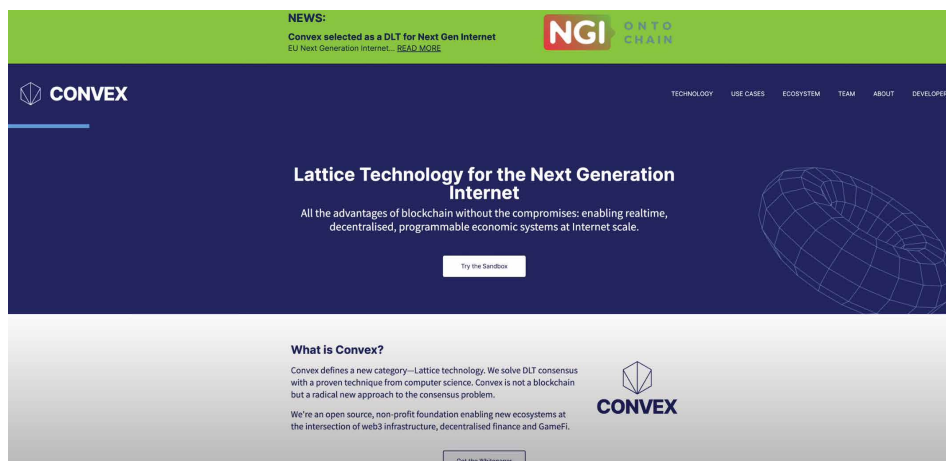 NEWS:
Convex selected as a DLT for Next Gen Internet
EU Next Generation Internet... READ MORE
NGI ONTO
CHAIN
CONVEX
TECHNOLOGY USE CASES ECOSYSTEM TEAM ABOUT DEVELOPER
Lattice Technology for the Next Generation
Internet
All the advantages of blockchain without the compromises: enabling realtime,
decentralised, programmable economic systems at Internet scale.
Try the Sandbox
What is Convex?
Convex defines a new category—Lattice technology. We solve DLT consensus
with a proven technique from computer science. Convex is not a blockchain
but a radical new approach to the consensus problem.
We're an open source, non-profit foundation enabling new ecosystems at
the intersection of web3 infrastructure, decentralised finance and GameFi.
CONVEX
Get the Whitepaper